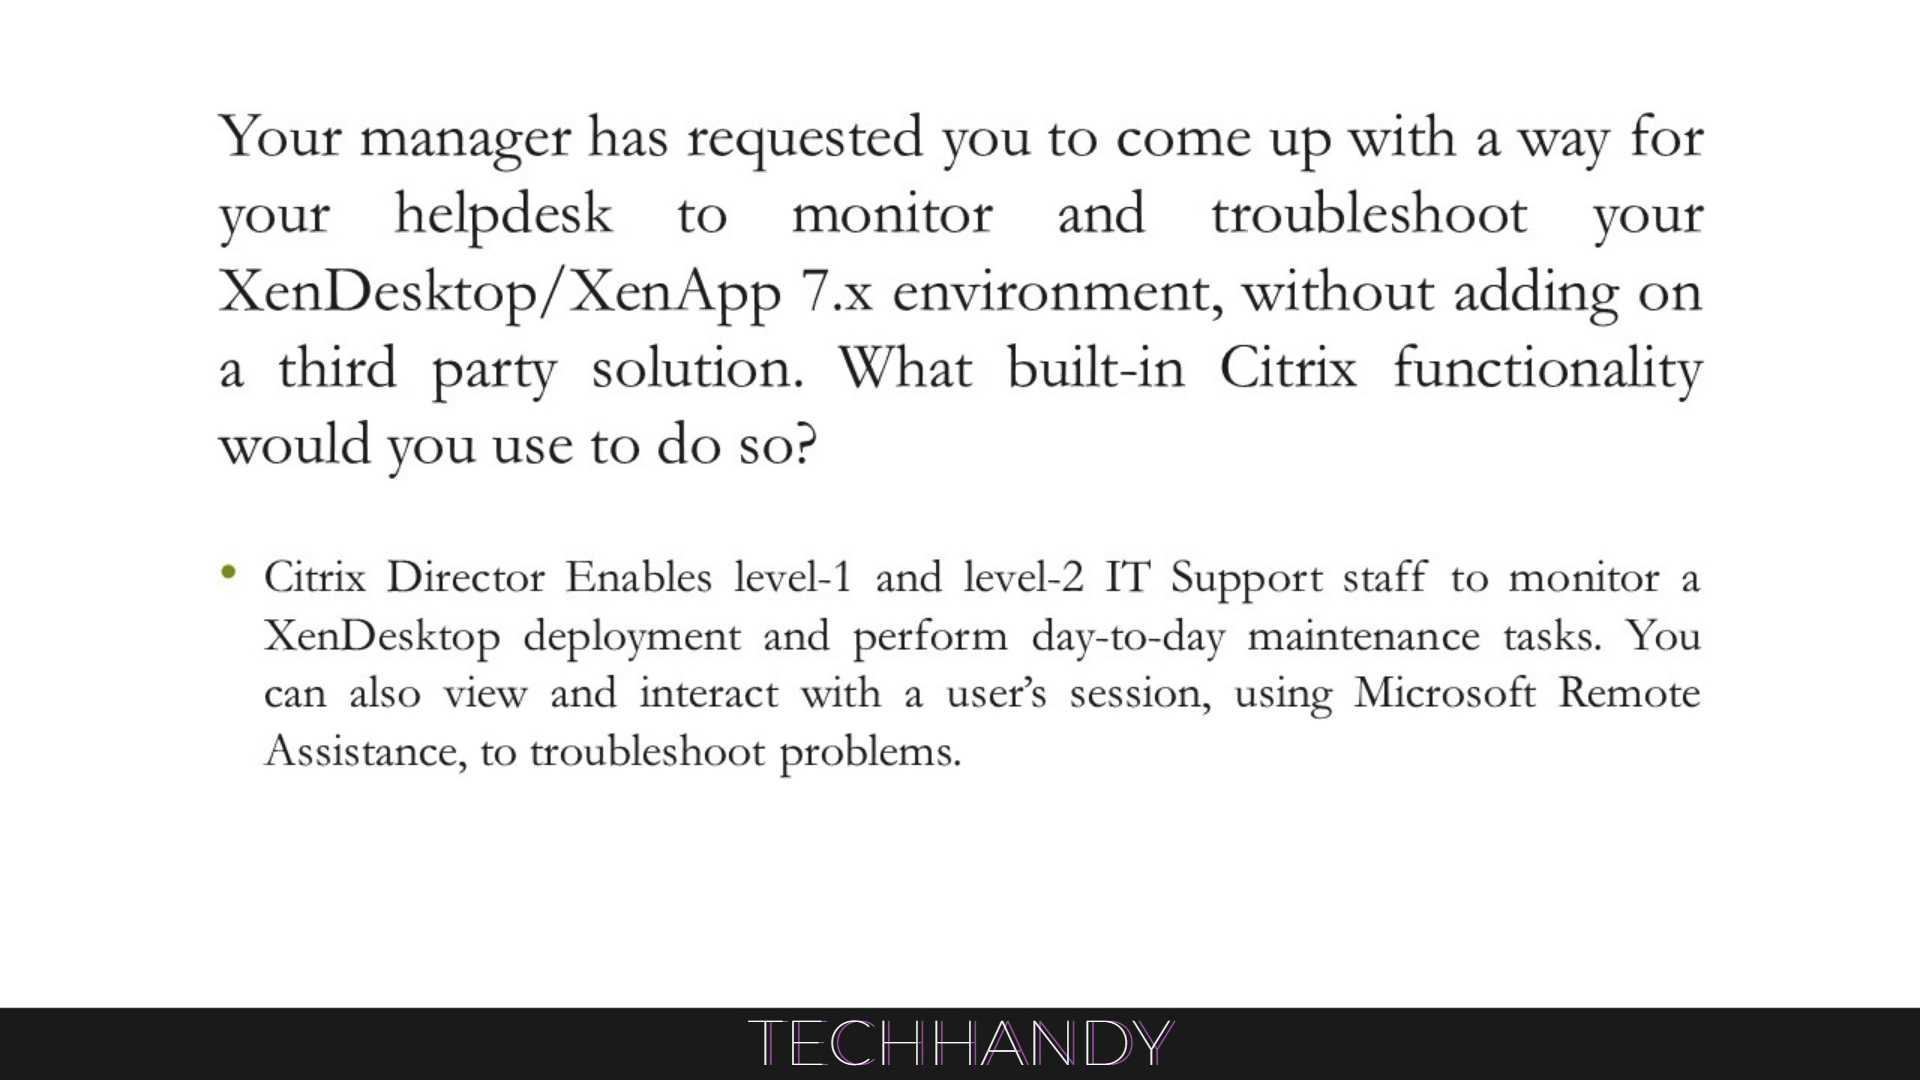 Your manager has requested you to come up with a way for
your helpdesk to monitor and troubleshoot your
XenDesktop/XenApp 7.x environment, without adding on
a third party solution. What built-in Citrix functionality
would you use to do so?
• Citrix Director Enables level-1 and level-2 IT Support staff to monitor a
XenDesktop deployment and perform day-to-day maintenance tasks. You
can also view and interact with a user’s session, using Microsoft Remote
Assistance, to troubleshoot problems.
TECHHANDY